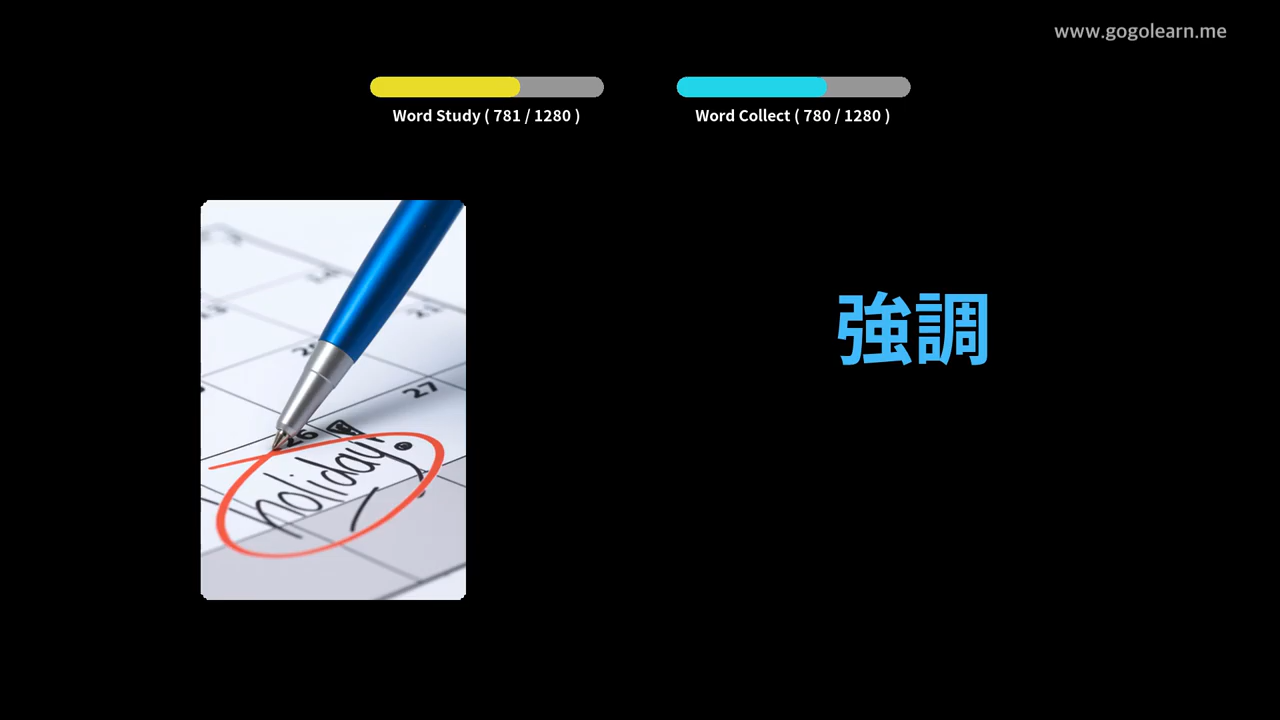 www.gogolearn.me
Word Study ( 781 / 1280 )
Word Collect ( 780 / 1280 )
強調
27
26
holiday!